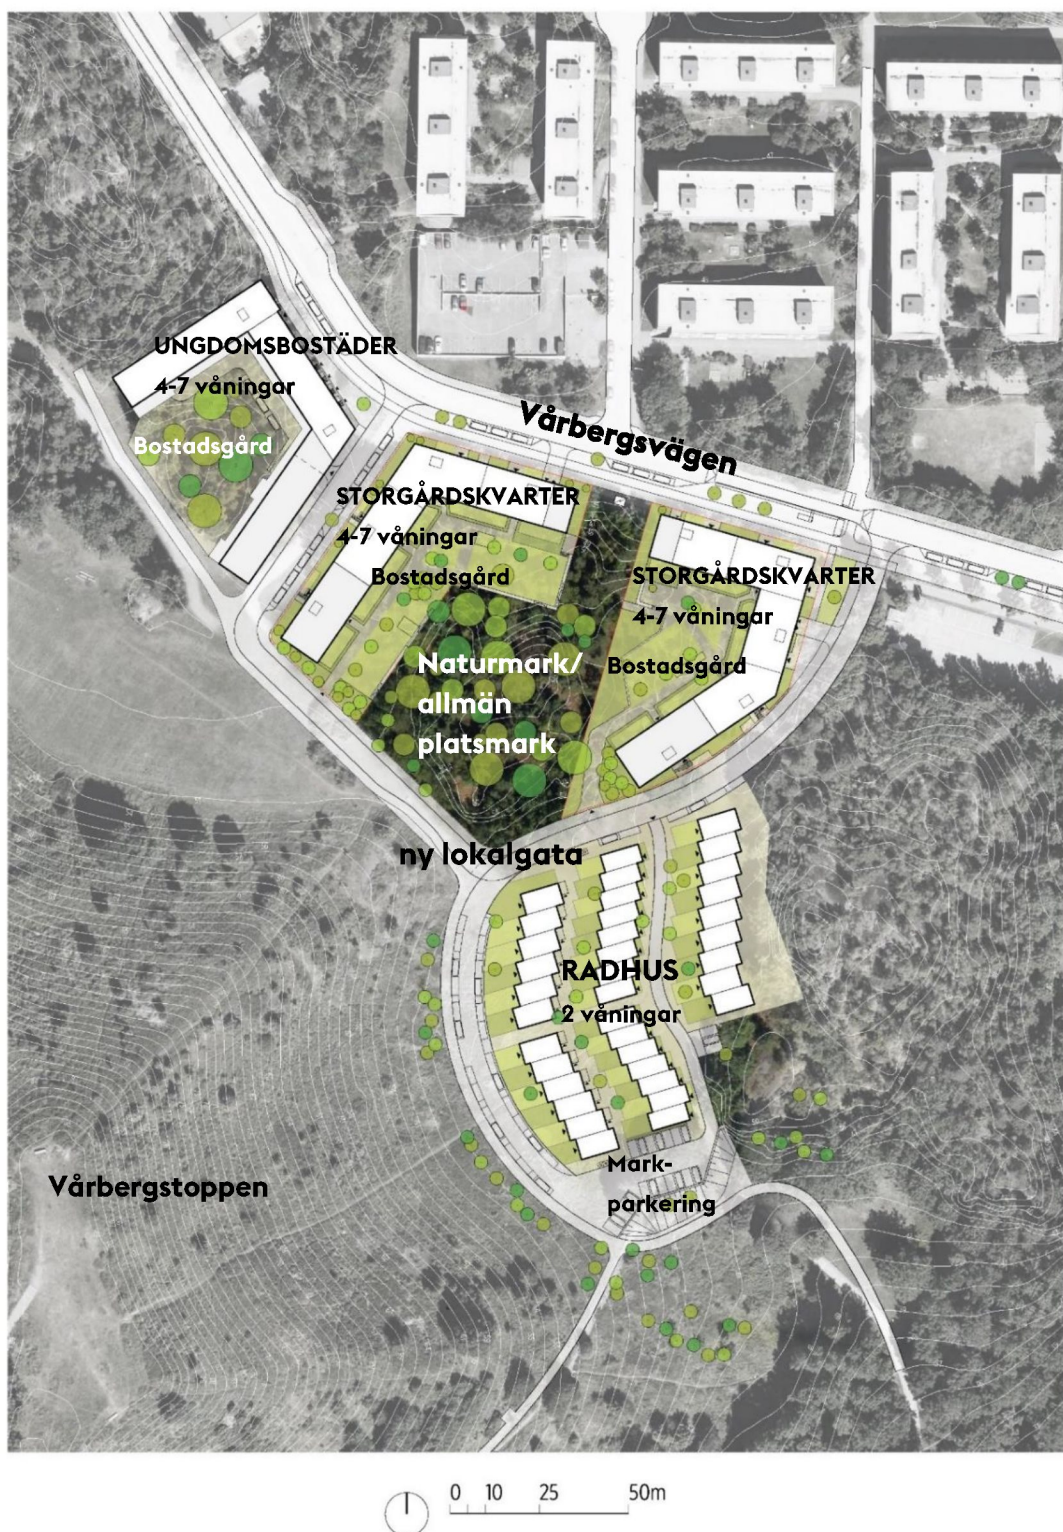 UNGDOMSBOSTÄDER
4-7 våningar
Bostadsgård
Vårbergsvägen
STORGÅRDSKVARTER
4-7 våningar
Bostadsgård
STORGÅRDSKVARTER
4-7 våningar
Bostadsgård
Naturmark/
allmän
platsmark
ny lokalgata
RADHUS
2 våningar
Mark-
parkering
Vårbergstoppen
0 10 25 50m